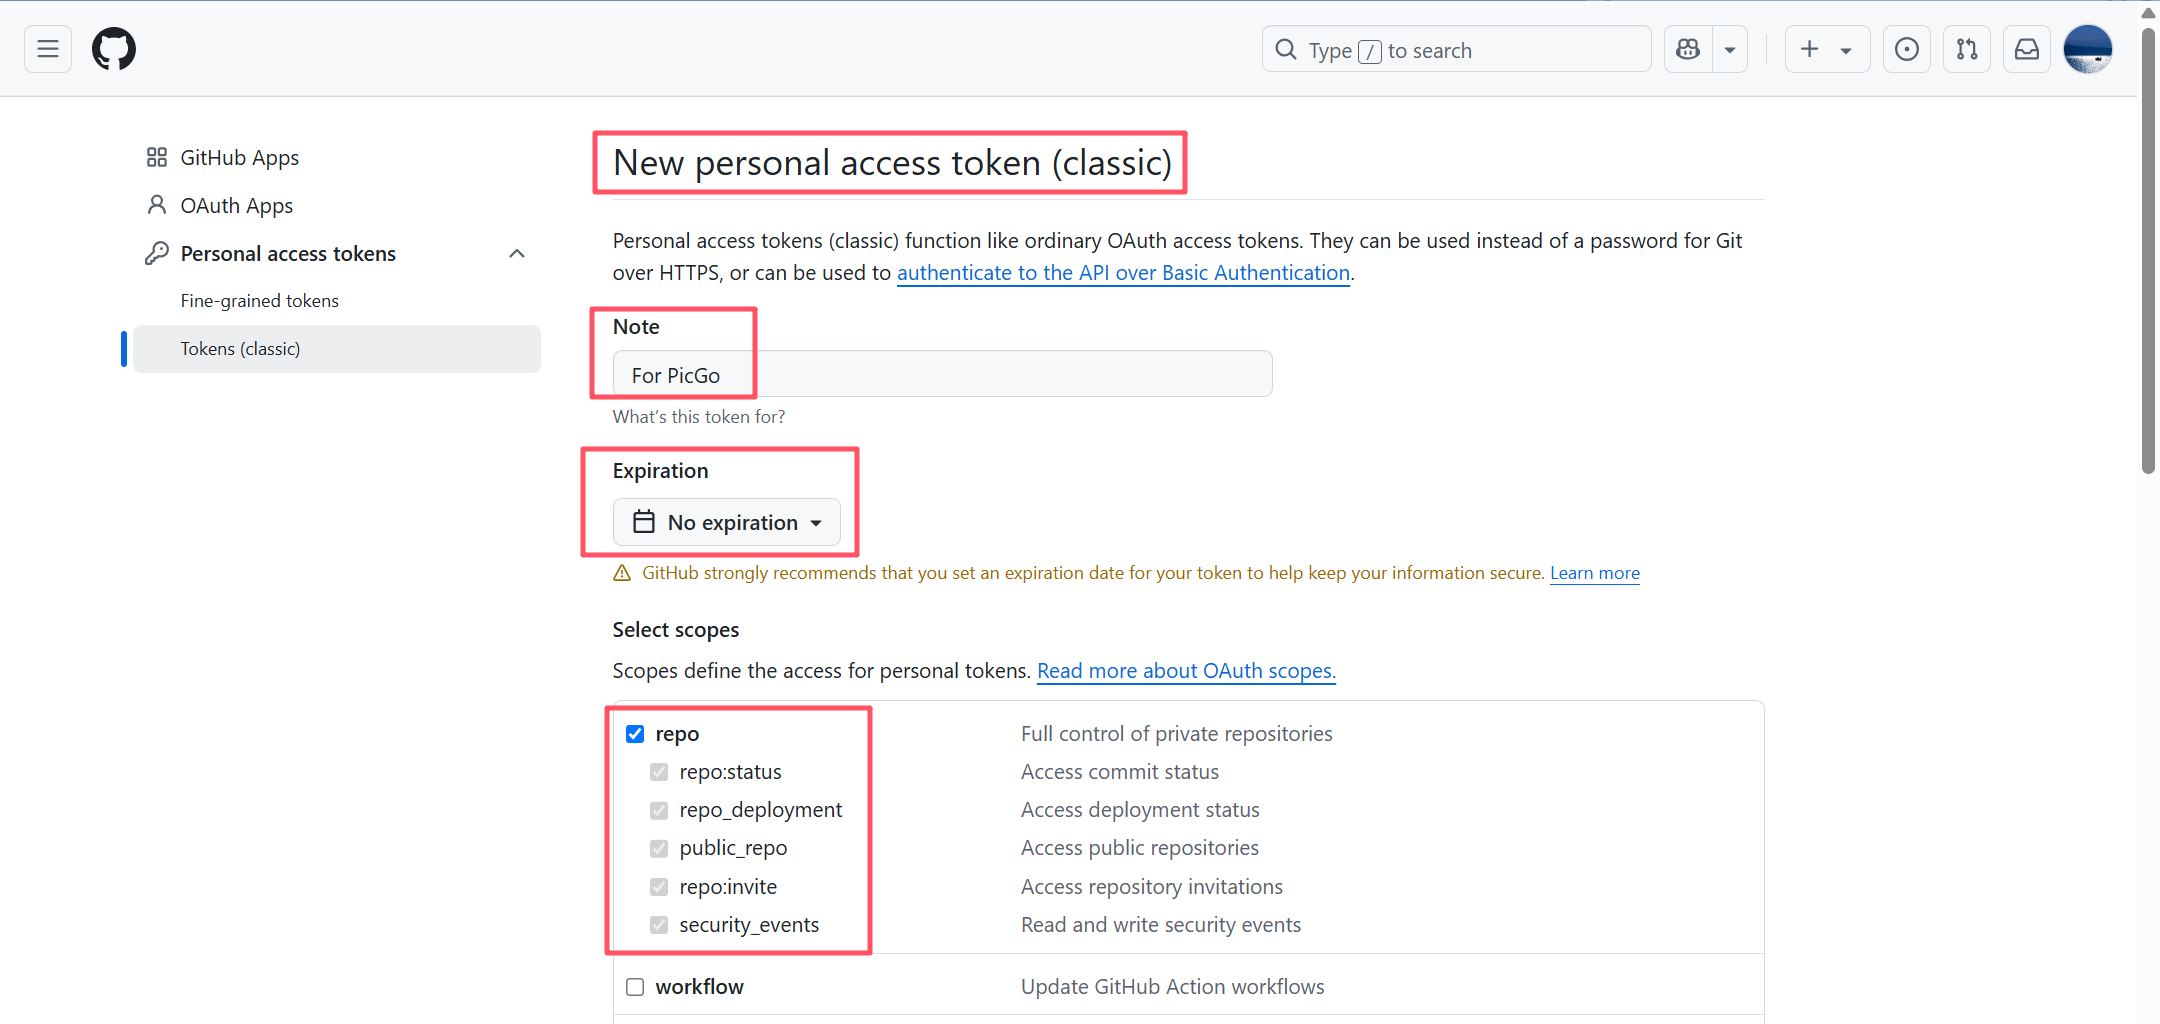 Type / to search
GitHub Apps
OAuth Apps
Personal access tokens
Fine-grained tokens
Tokens (classic)
New personal access token (classic)
Personal access tokens (classic) function like ordinary OAuth access tokens. They can be used instead of a password for Git
over HTTPS, or can be used to authenticate to the API over Basic Authentication.
Note
For PicGo
What's this token for?
Expiration
No expiration
GitHub strongly recommends that you set an expiration date for your token to help keep your information secure. Learn more
Select scopes
Scopes define the access for personal tokens. Read more about OAuth scopes.
repo Full control of private repositories
repo:status Access commit status
repo_deployment Access deployment status
public_repo Access public repositories
repo:invite Access repository invitations
security_events Read and write security events
workflow Update GitHub Action workflows